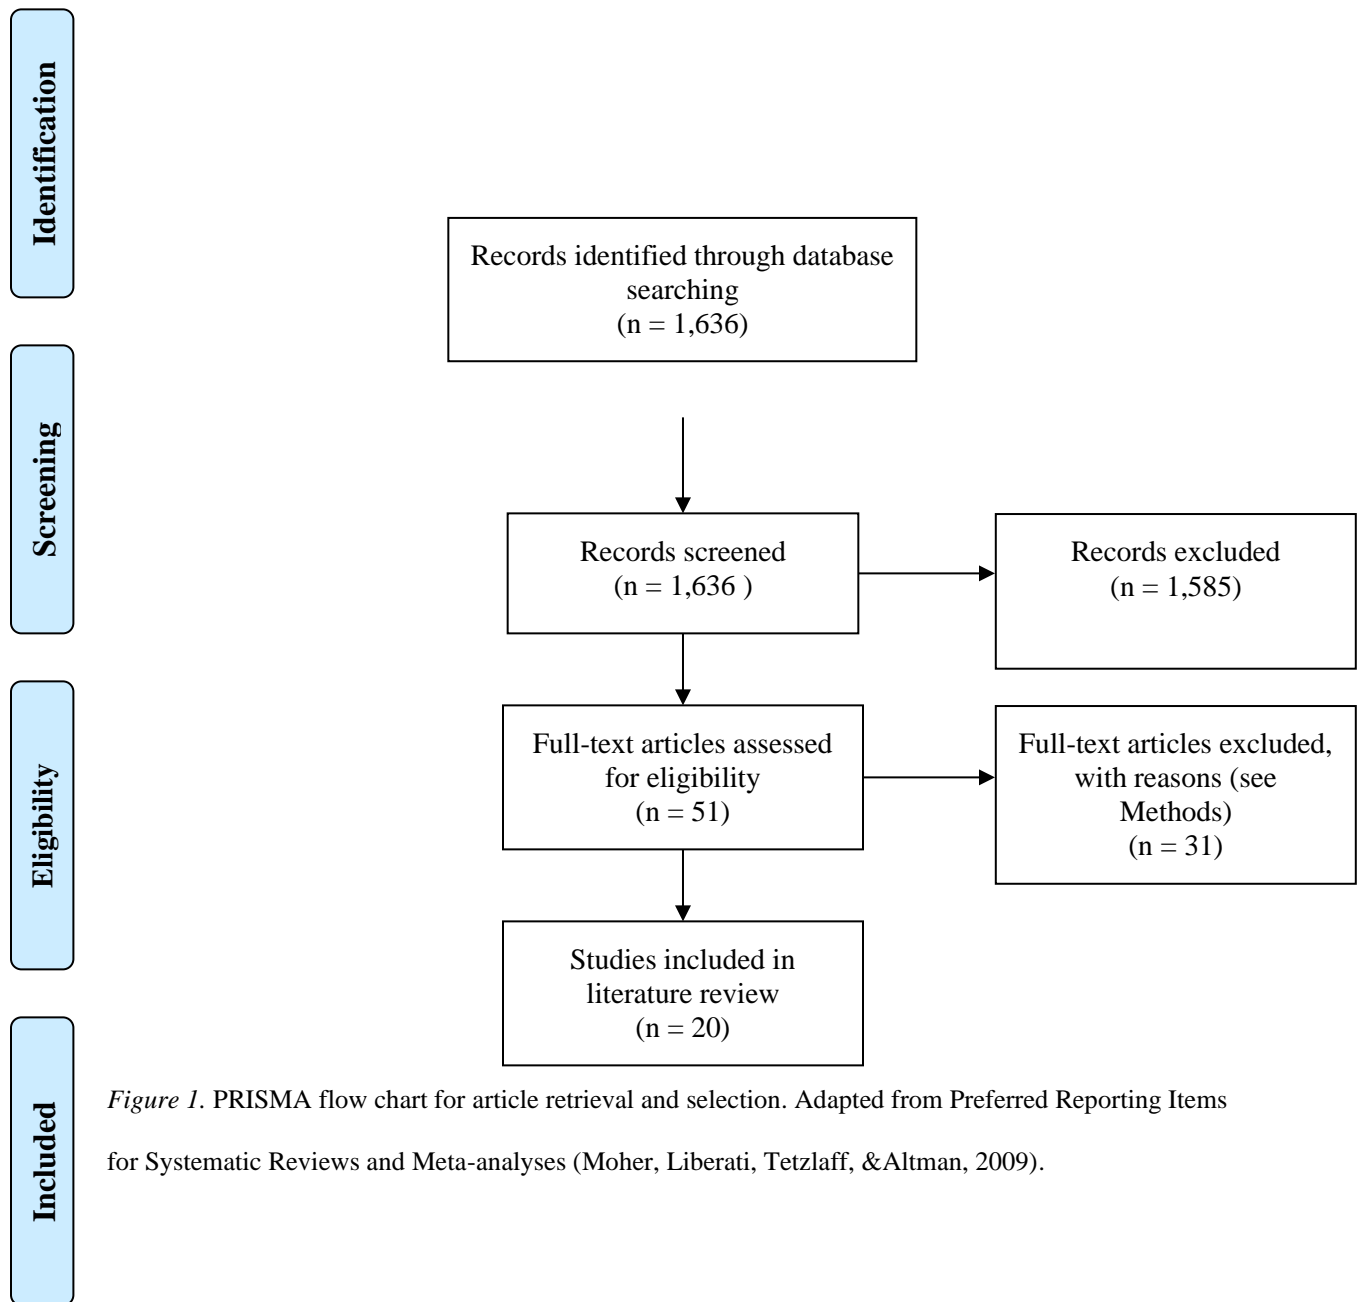 Identification
Records identified through database
searching
(n = 1,636)
Screening
Records screened
(n = 1,636 )
Records excluded
(n = 1,585)
Eligibility
Full-text articles assessed
for eligibility
(n = 51)
Full-text articles excluded,
with reasons (see
Methods)
(n = 31)
Studies included in
literature review
(n = 20)
Included
Figure 1. PRISMA flow chart for article retrieval and selection. Adapted from Preferred Reporting Items
for Systematic Reviews and Meta-analyses (Moher, Liberati, Tetzlaff, &Altman, 2009).